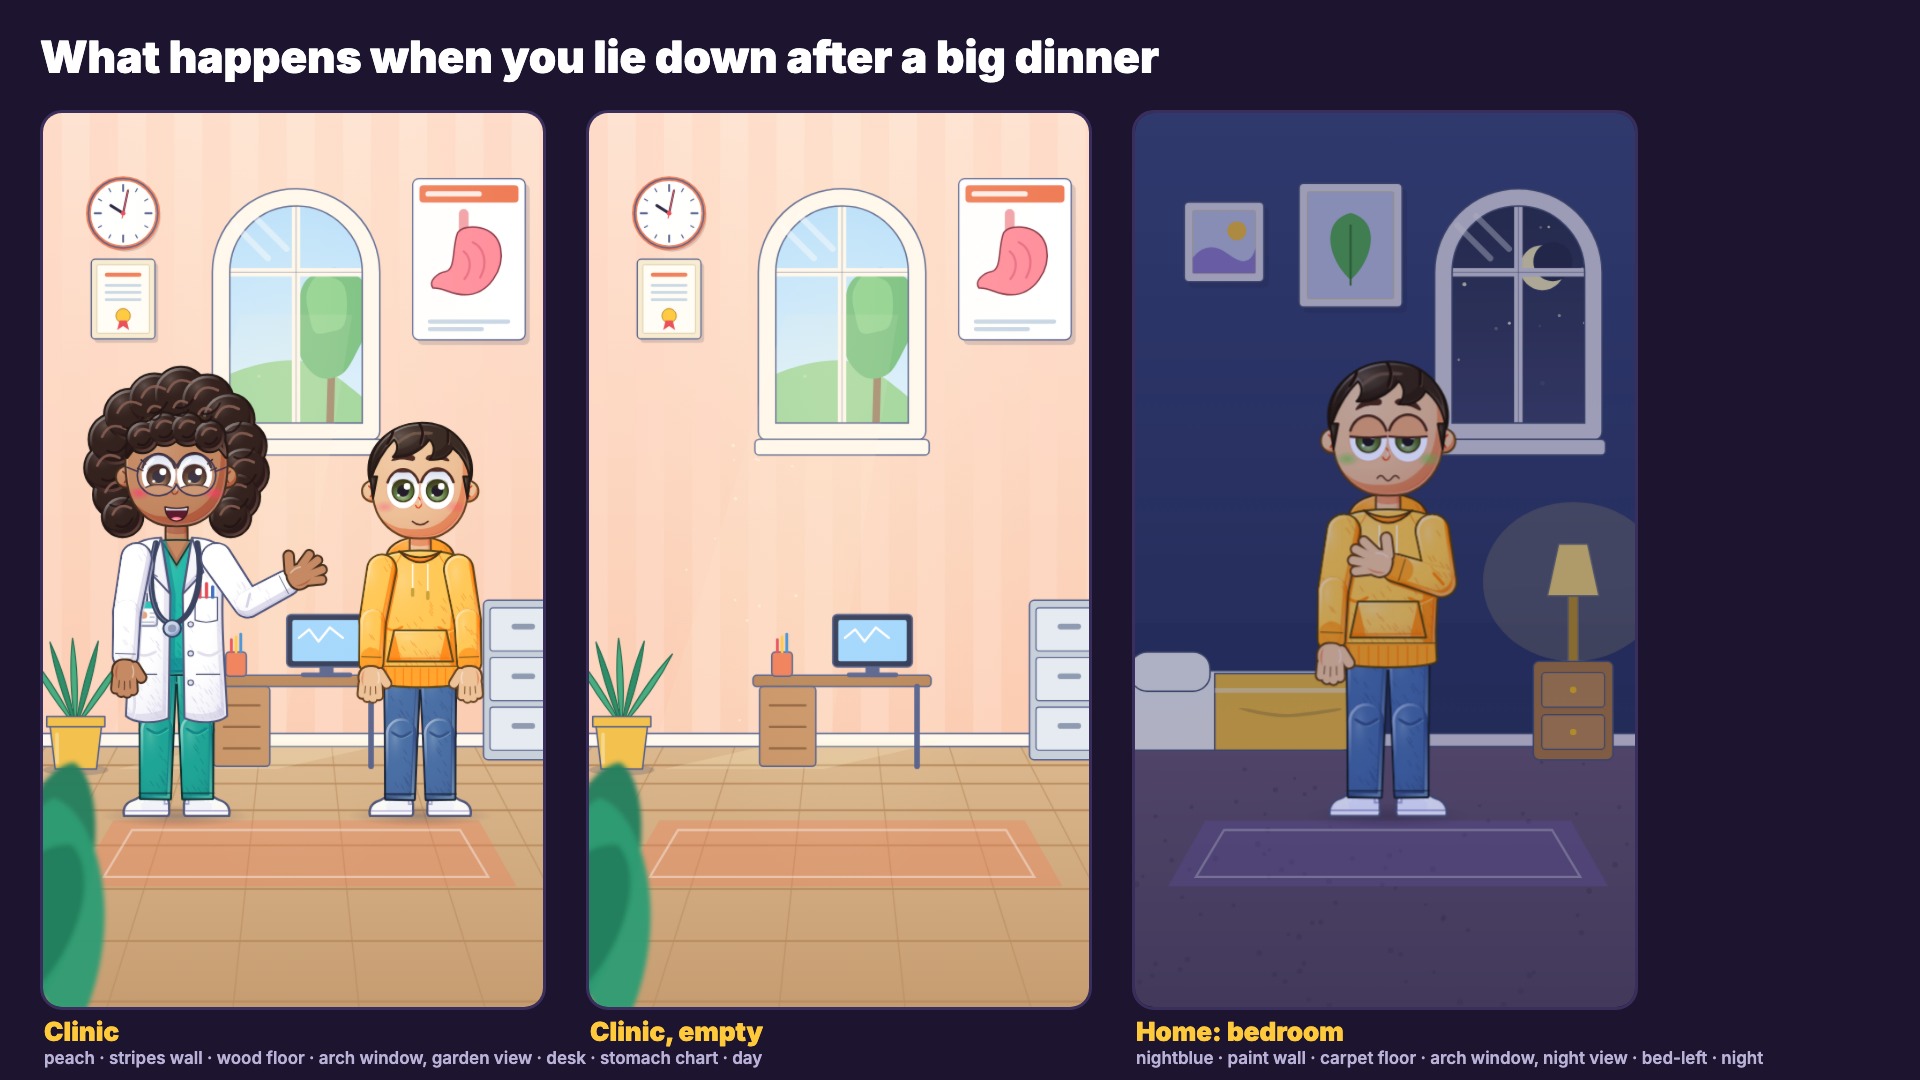 What happens when you lie down after a big dinner
Clinic
peach · stripes wall · wood floor · arch window, garden view · desk · stomach chart · day
Clinic, empty
Home: bedroom
nightblue · paint wall · carpet floor · arch window, night view · bed-left · night